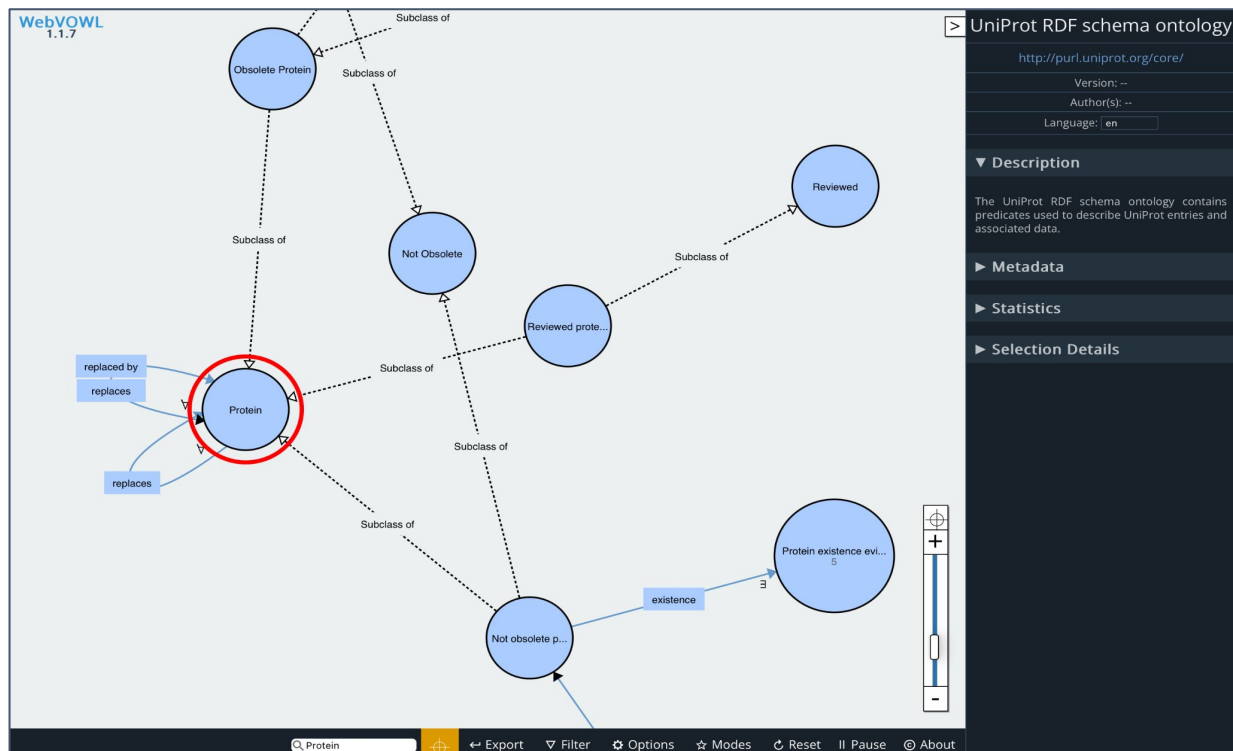 WebVOWL
1.1.7
Subclass of
Obsolete Protein
Subclass of
Reviewed
Subclass of
Not Obsolete
Subclass of
Reviewed prote...
replaced by
Subclass of
replaces
Protein
Subclass of
replaces
Subclass of
Protein existence evi...
5
existence
Not obsolete p...
>
UniProt RDF schema ontology
http://purl.uniprot.org/core/
Version: --
Author(s): --
Language: en
▼ Description
The UniProt RDF schema ontology contains
predicates used to describe UniProt entries and
associated data.
► Metadata
► Statistics
► Selection Details
+
-
Protein
Export Filter Options Modes Reset Pause About